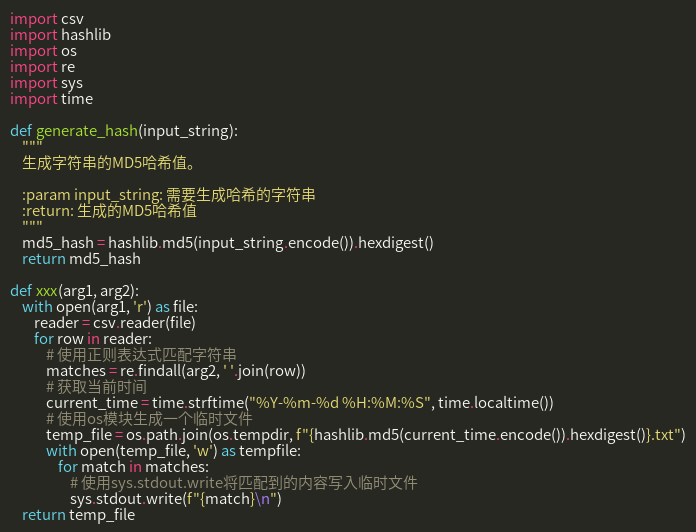 import csv
import hashlib
import os
import re
import sys
import time
def generate_hash(input_string):
"""
生成字符串的MD5哈希值。
:param input_string: 需要生成哈希的字符串
:return: 生成的MD5哈希值
"""
md5_hash = hashlib.md5(input_string.encode()).hexdigest()
return md5_hash
def xxx(arg1, arg2):
with open(arg1, 'r') as file:
reader = csv.reader(file)
for row in reader:
# 使用正则表达式匹配字符串
matches = re.findall(arg2, ' '.join(row))
# 获取当前时间
current_time = time.strftime("%Y-%m-%d %H:%M:%S", time.localtime())
# 使用os模块生成一个临时文件
temp_file = os.path.join(os.tempdir, f"{hashlib.md5(current_time.encode()).hexdigest()}.txt")
with open(temp_file, 'w') as tempfile:
for match in matches:
# 使用sys.stdout.write将匹配到的内容写入临时文件
sys.stdout.write(f"{match}\n")
return temp_file